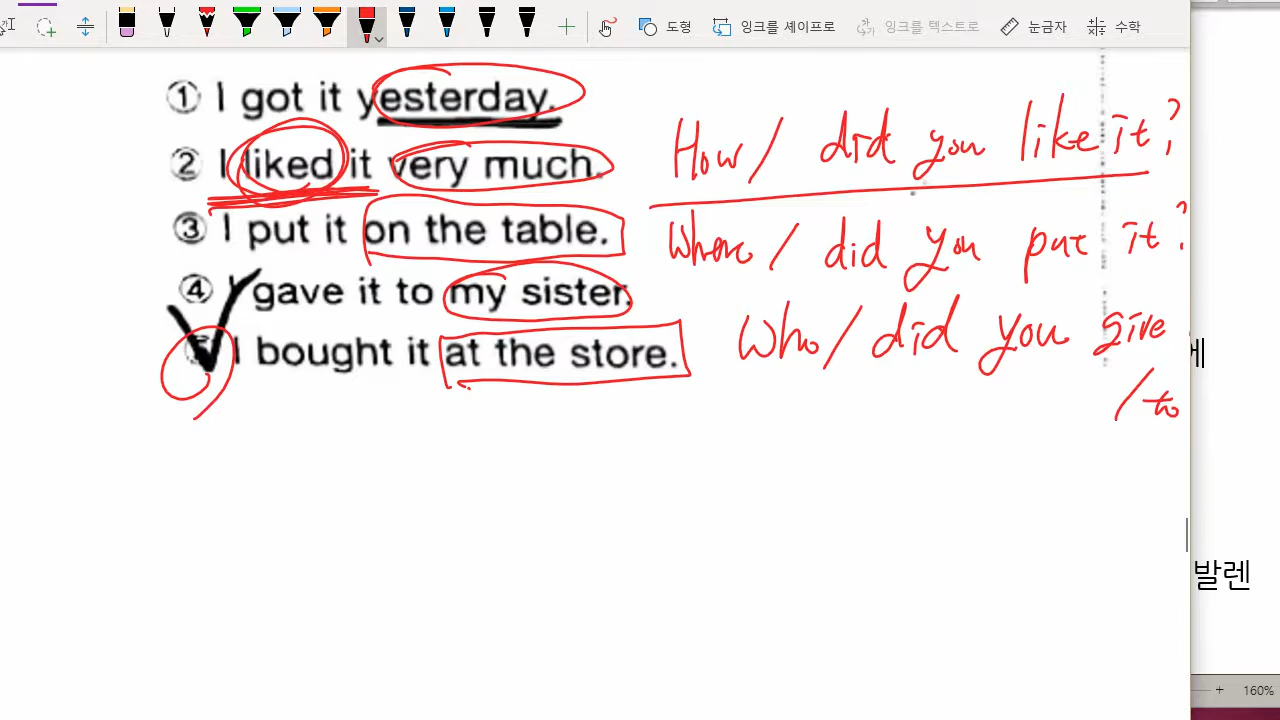 도형 잉크를 셰이프로 잉크를 텍스트로 눈금자 수학
① I got it yesterday.
② I liked it very much.
How / did you like it?
③ I put it on the table.
Where / did you put it?
④ I gave it to my sister.
Who / did you give
/ to
I bought it at the store.
에
발렌
160%